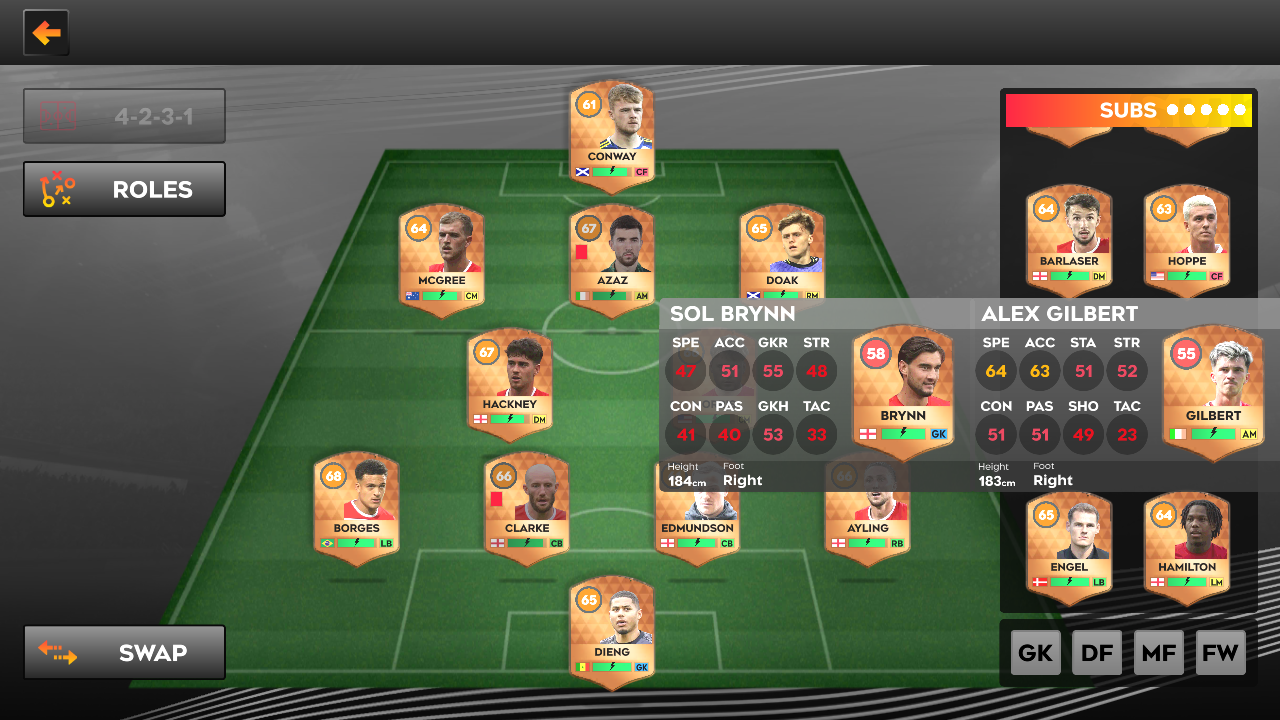 4-2-3-1
ROLES
SWAP
61
CONWAY
CF
64
MCGREE
CM
67
AZAZ
AM
65
DOAK
RM
67
HACKNEY
DM
68
BORGES
LB
66
CLARKE
CB
EDMUNDSON
CB
66
AYLING
RB
65
DIENG
GK
SOL BRYNN
SPE ACC GKR STR
47 51 55 48
CON PAS GKH TAC
41 40 53 33
Height Foot
184cm Right
58
BRYNN
GK
ALEX GILBERT
SPE ACC STA STR
64 63 51 52
CON PAS SHO TAC
51 51 49 23
Height Foot
183cm Right
55
GILBERT
AM
SUBS
64
BARLASER
DM
63
HOPPE
CF
65
ENGEL
LB
64
HAMILTON
LM
GK DF MF FW